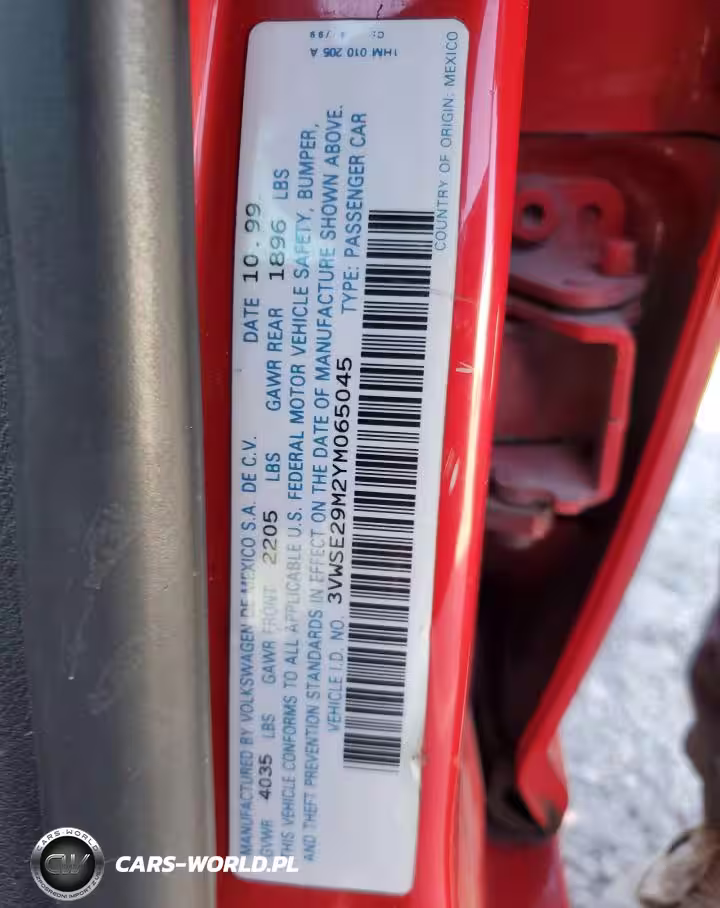 MANUFACTURED BY VOLKSWAGEN DE MEXICO S.A. DE C.V. DATE 10.99
GVWR 4035 LBS GAWR FRONT 2205 LBS GAWR REAR 1896 LBS
THIS VEHICLE CONFORMS TO ALL APPLICABLE U.S. FEDERAL MOTOR VEHICLE SAFETY, BUMPER,
AND THEFT PREVENTION STANDARDS IN EFFECT ON THE DATE OF MANUFACTURE SHOWN ABOVE.
VEHICLE I.D. NO. 3VWSE29M2YM065045 TYPE: PASSENGER CAR
COUNTRY OF ORIGIN: MEXICO
1HM 010 205 A
CARS-WORLD
CW
CARS-WORLD.PL